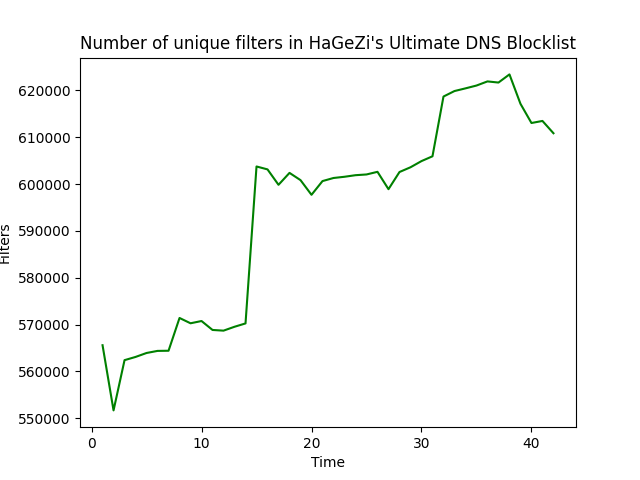 Number of unique filters in HaGeZi's Ultimate DNS Blocklist
620000
610000
600000
590000
580000
570000
560000
550000
Filters
0 10 20 30 40
Time